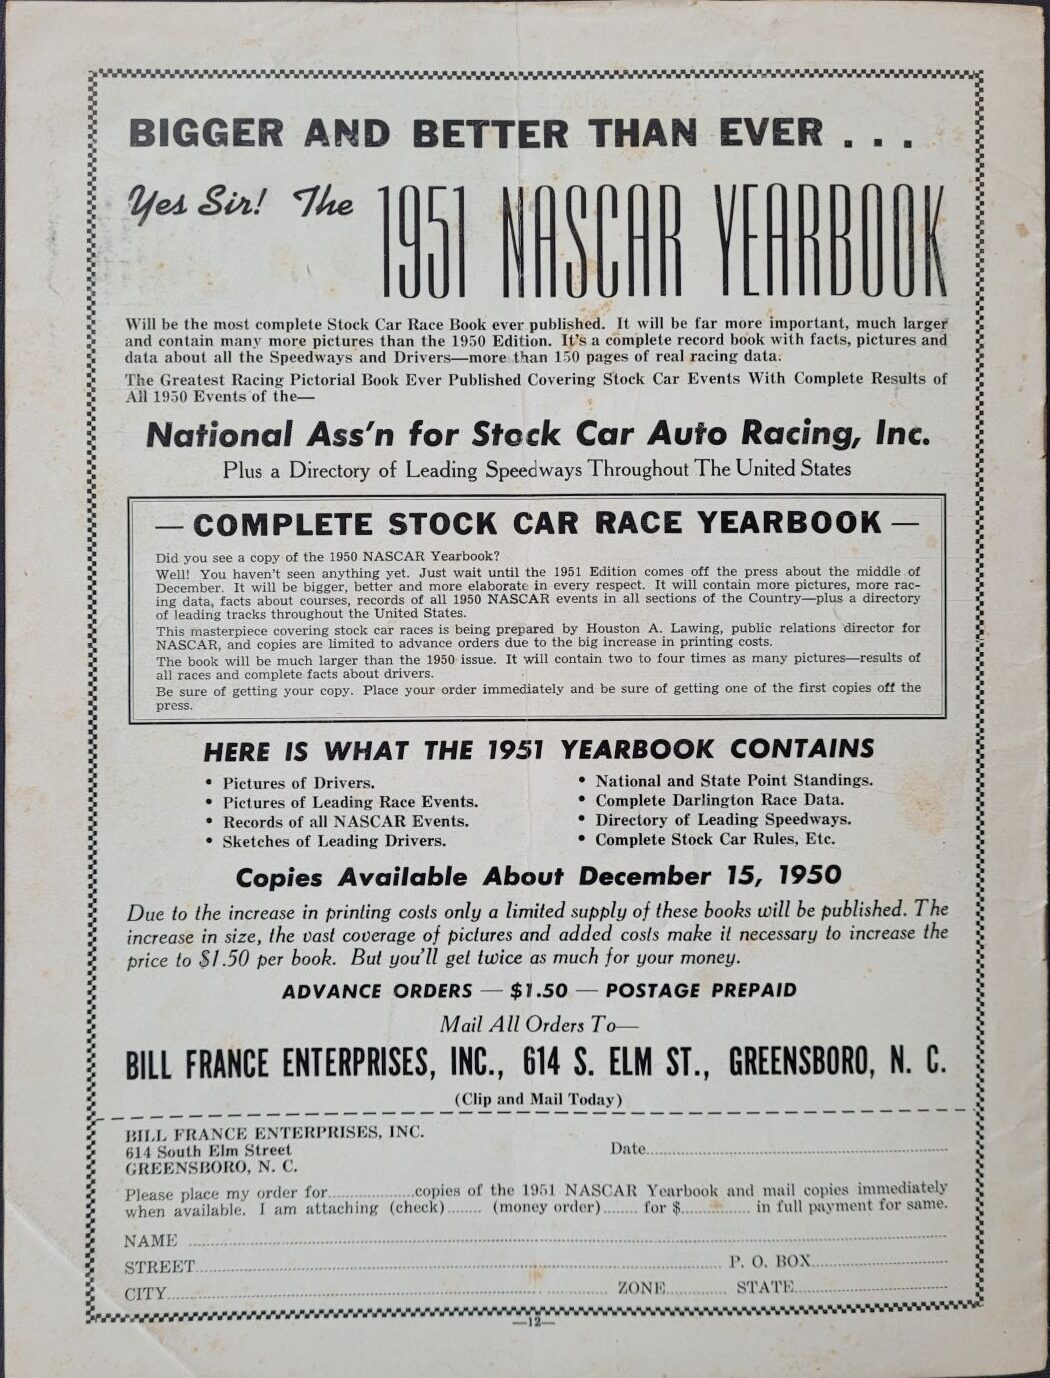 BIGGER AND BETTER THAN EVER . . .
Yes Sir! The 1951 NASCAR YEARBOOK
Will be the most complete Stock Car Race Book ever published. It will be far more important, much larger
and contain many more pictures than the 1950 Edition. It's a complete record book with facts, pictures and
data about all the Speedways and Drivers—more than 150 pages of real racing data.
The Greatest Racing Pictorial Book Ever Published Covering Stock Car Events With Complete Results of
All 1950 Events of the—
National Ass'n for Stock Car Auto Racing, Inc.
Plus a Directory of Leading Speedways Throughout The United States
— COMPLETE STOCK CAR RACE YEARBOOK —
Did you see a copy of the 1950 NASCAR Yearbook?
Well! You haven't seen anything yet. Just wait until the 1951 Edition comes off the press about the middle of
December. It will be bigger, better and more elaborate in every respect. It will contain more pictures, more rac-
ing data, facts about courses, records of all 1950 NASCAR events in all sections of the Country—plus a directory
of leading tracks throughout the United States.
This masterpiece covering stock car races is being prepared by Houston A. Lawing, public relations director for
NASCAR, and copies are limited to advance orders due to the big increase in printing costs.
The book will be much larger than the 1950 issue. It will contain two to four times as many pictures—results of
all races and complete facts about drivers.
Be sure of getting your copy. Place your order immediately and be sure of getting one of the first copies off the
press.
HERE IS WHAT THE 1951 YEARBOOK CONTAINS
• Pictures of Drivers.
• Pictures of Leading Race Events.
• Records of all NASCAR Events.
• Sketches of Leading Drivers.
• National and State Point Standings.
• Complete Darlington Race Data.
• Directory of Leading Speedways.
• Complete Stock Car Rules, Etc.
Copies Available About December 15, 1950
Due to the increase in printing costs only a limited supply of these books will be published. The
increase in size, the vast coverage of pictures and added costs make it necessary to increase the
price to $1.50 per book. But you'll get twice as much for your money.
ADVANCE ORDERS — $1.50 — POSTAGE PREPAID
Mail All Orders To—
BILL FRANCE ENTERPRISES, INC., 614 S. ELM ST., GREENSBORO, N. C.
(Clip and Mail Today)
BILL FRANCE ENTERPRISES, INC.
614 South Elm Street
GREENSBORO, N. C.
Date..............................
Please place my order for..................copies of the 1951 NASCAR Yearbook and mail copies immediately
when available. I am attaching (check)........ (money order)........ for $............... in full payment for same.
NAME ..............................
STREET.............................. P. O. BOX..............................
CITY.............................. ZONE............... STATE..............................
—12—